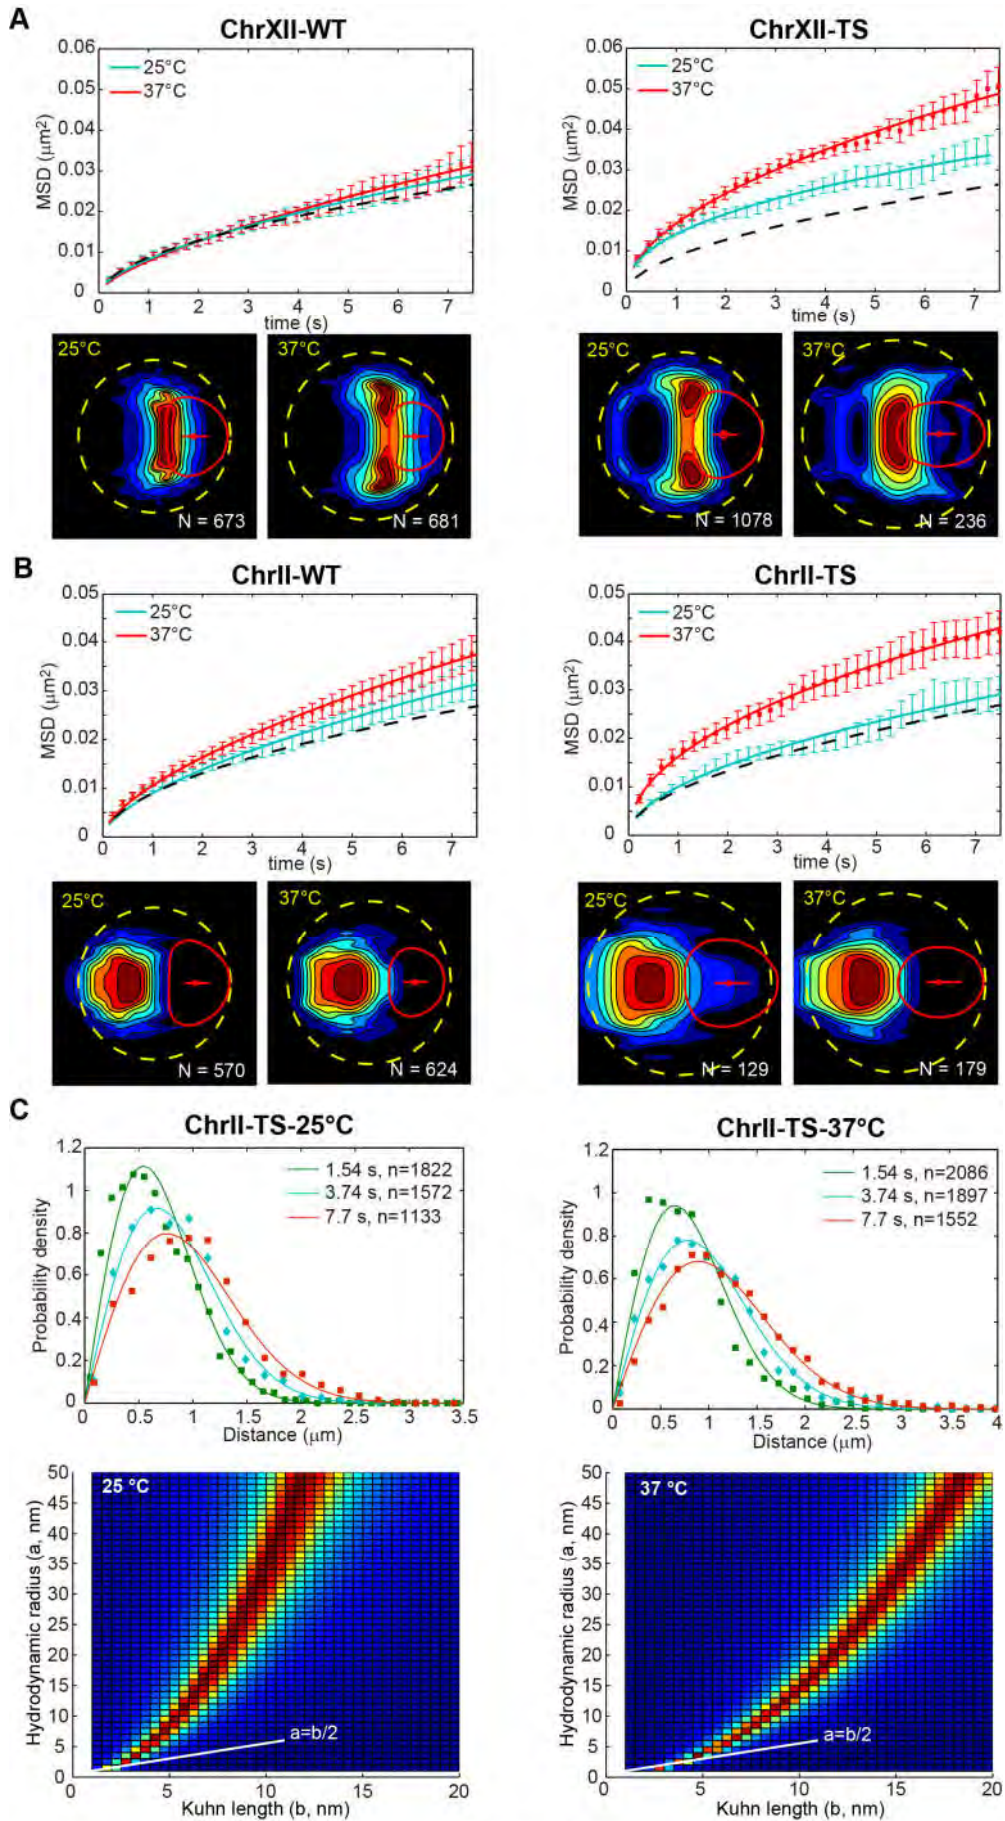 A
ChrXII-WT
ChrXII-TS
25°C
37°C
25°C
37°C
MSD (μm²)
0.06
0.05
0.04
0.03
0.02
0.01
0
0 1 2 3 4 5 6 7
time (s)
MSD (μm²)
0.06
0.05
0.04
0.03
0.02
0.01
0
0 1 2 3 4 5 6 7
time (s)
25°C
N = 673
37°C
N = 681
25°C
N = 1078
37°C
N = 236
B
ChrII-WT
ChrII-TS
25°C
37°C
25°C
37°C
MSD (μm²)
0.05
0.04
0.03
0.02
0.01
0
0 1 2 3 4 5 6 7
time (s)
MSD (μm²)
0.05
0.04
0.03
0.02
0.01
0
0 1 2 3 4 5 6 7
time (s)
25°C
N = 570
37°C
N = 624
25°C
N = 129
37°C
N = 179
C
ChrII-TS-25°C
ChrII-TS-37°C
1.54 s, n=1822
3.74 s, n=1572
7.7 s, n=1133
Probability density
1.2
1
0.8
0.6
0.4
0.2
0
0 0.5 1 1.5 2 2.5 3 3.5
Distance (μm)
1.54 s, n=2086
3.74 s, n=1897
7.7 s, n=1552
Probability density
1.2
1
0.8
0.6
0.4
0.2
0
0 0.5 1 1.5 2 2.5 3 3.5 4
Distance (μm)
25 °C
Hydrodynamic radius (a, nm)
50
45
40
35
30
25
20
15
10
5
0
a=b/2
0 5 10 15 20
Kuhn length (b, nm)
37 °C
Hydrodynamic radius (a, nm)
50
45
40
35
30
25
20
15
10
5
0
a=b/2
0 5 10 15 20
Kuhn length (b, nm)